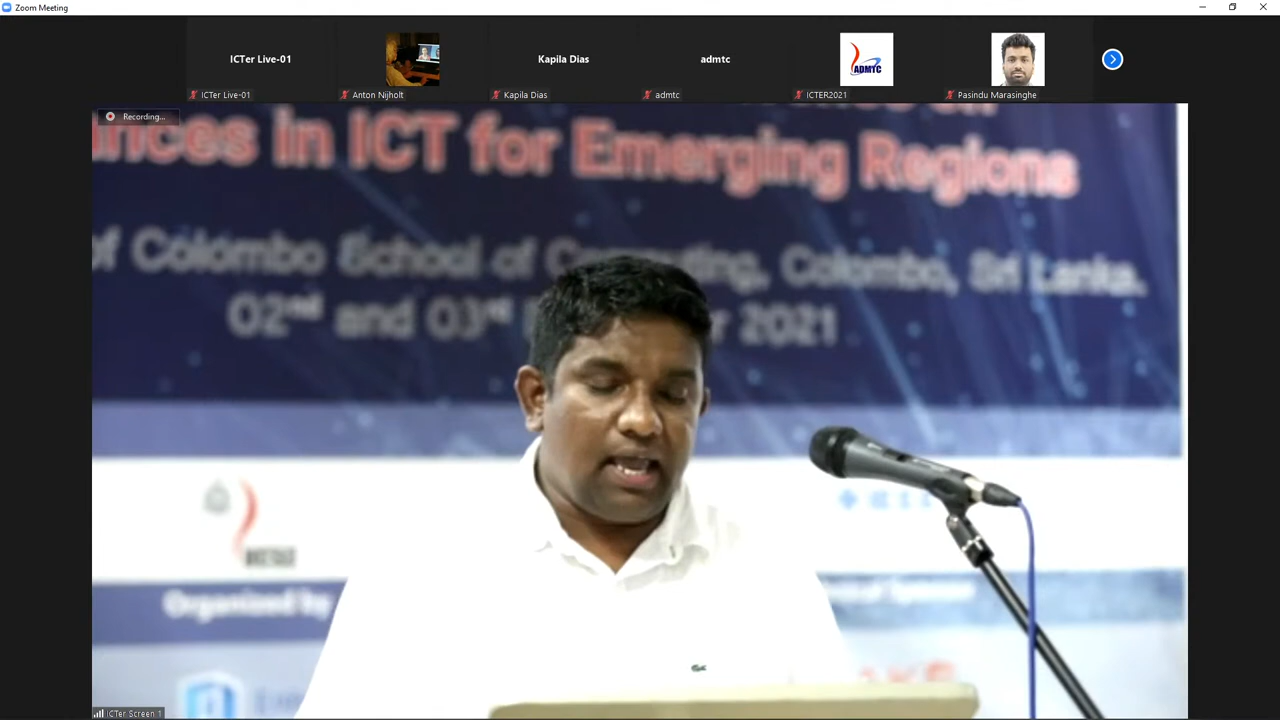 Zoom Meeting
ICTer Live-01
Kapila Dias
admtc
ADMTC
ICTer Live-01
Anton Nijholt
Kapila Dias
admtc
ICTER2021
Pasindu Marasinghe
Recording...
in ICT for Emerging Regions
of Colombo School of Computing, Colombo, Sri Lanka.
02nd and 03rd 2021
Organized by
ICTer Screen 1